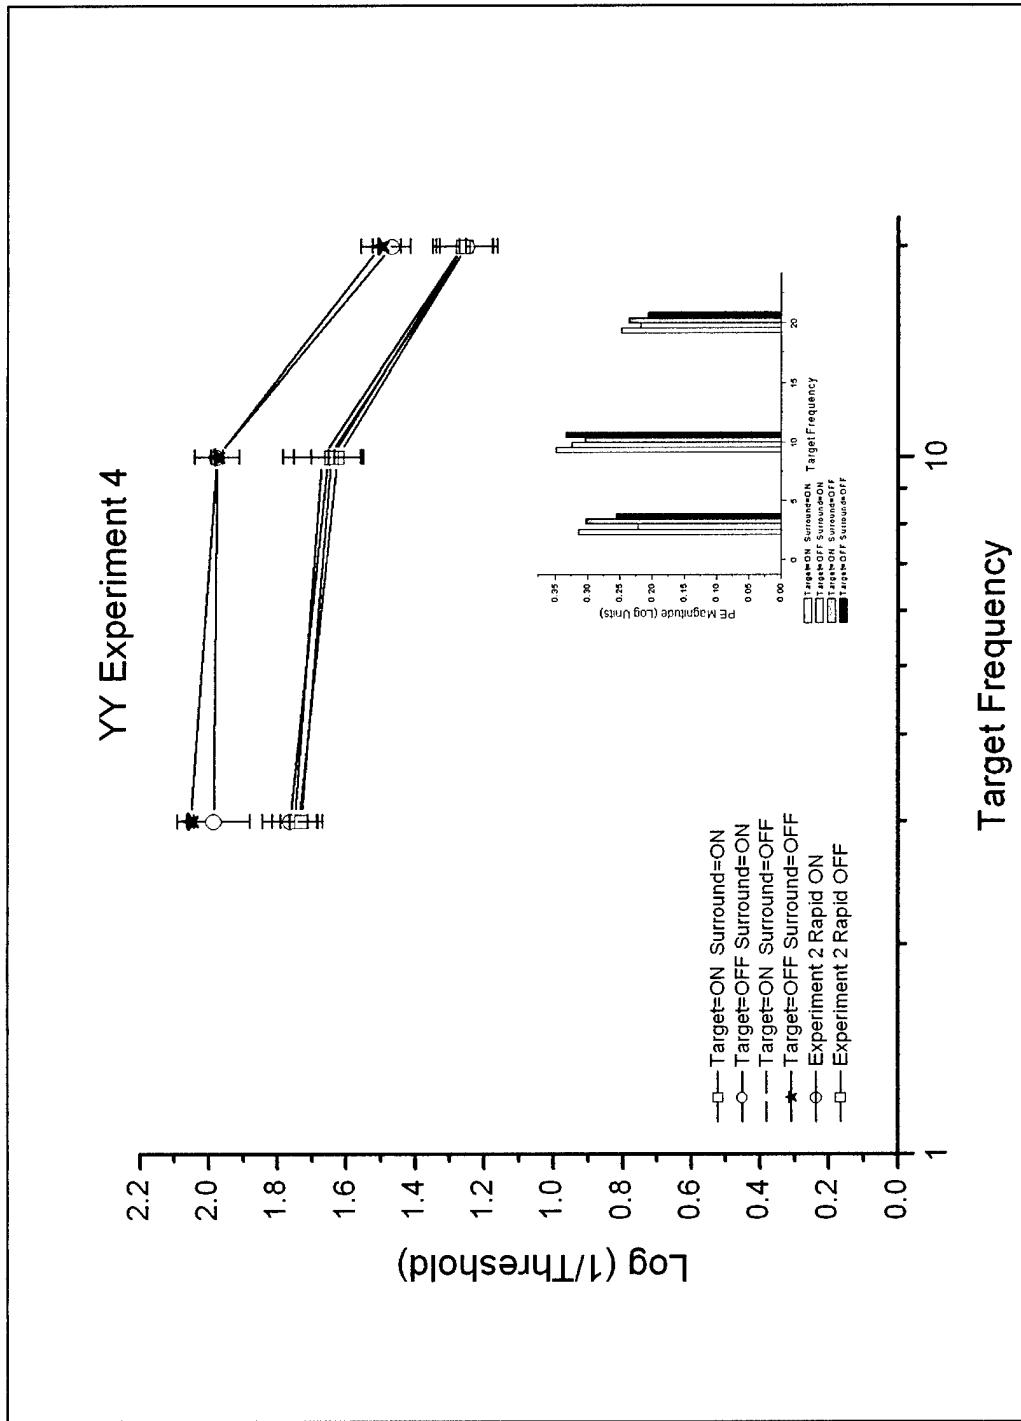 YY Experiment 4
Log (1/Threshold)
2.2
2.0
1.8
1.6
1.4
1.2
1.0
0.8
0.6
0.4
0.2
0.0
Target=ON Surround=ON
Target=OFF Surround=ON
Target=ON Surround=OFF
Target=OFF Surround=OFF
Experiment 2 Rapid ON
Experiment 2 Rapid OFF
PE Magnitude (Log Units)
0.35
0.30
0.25
0.20
0.15
0.10
0.05
0.00
0
5
10
15
20
Target Frequency
Target=ON Surround=ON
Target=OFF Surround=ON
Target=ON Surround=OFF
Target=OFF Surround=OFF
1
10
Target Frequency